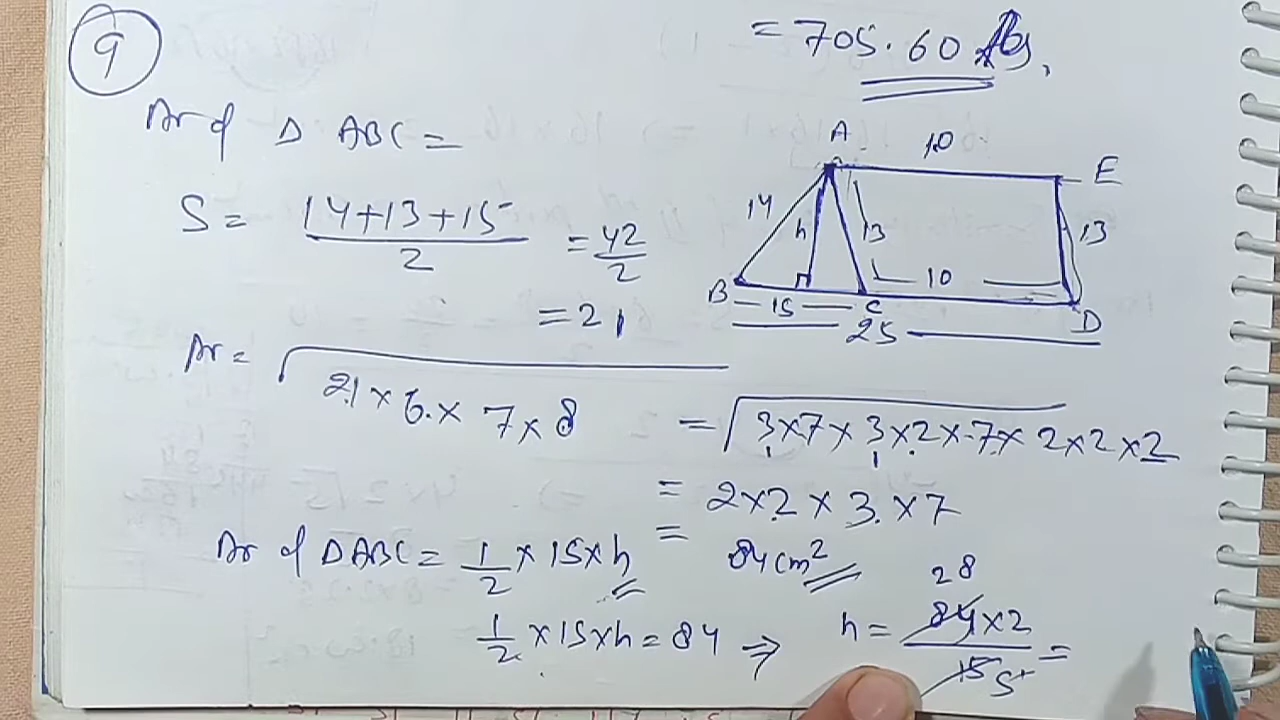 9
= 705.60 Rs,
Ar of Δ ABC =
S = 14+13+15 / 2 = 42 / 2
= 21
A
10
E
14
h
13
13
10
B
15
C
D
25
Ar = √ 21 × 6 × 7 × 8 = √ 3×7 × 3×2×7× 2×2×2
= 2×2 × 3 × 7
= 84 cm²
Ar of ΔABC = 1/2 × 15 × h
1/2 × 15 × h = 84 ⇒ h = 28 84 × 2 / 15 5 =